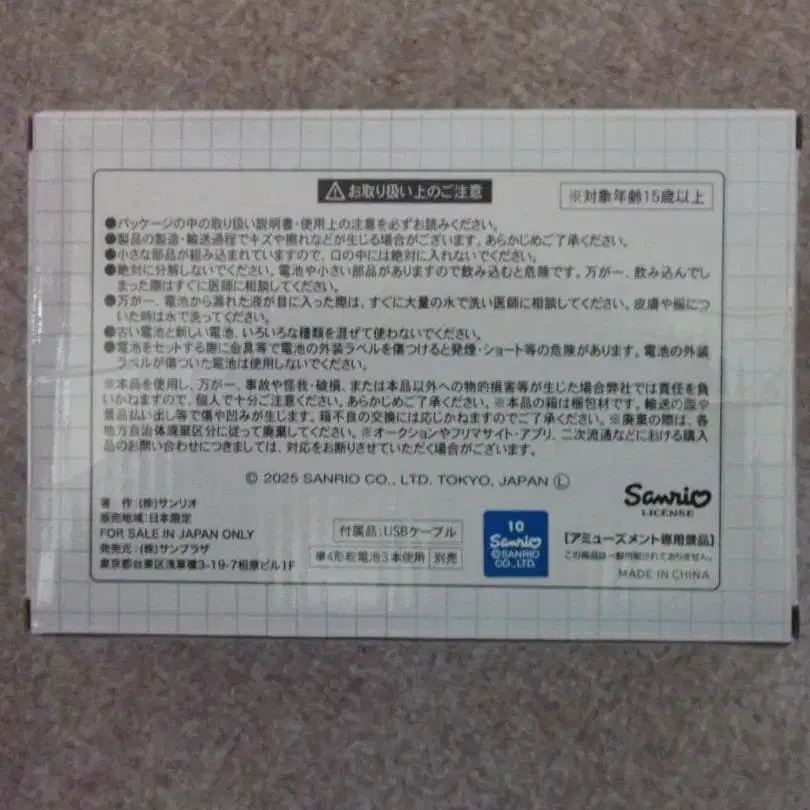 ⚠お取り扱い上のご注意
※対象年齢15歳以上
●パッケージの中の取り扱い説明書・使用上の注意を必ずお読みください。
●製品の製造・輸送過程でキズや擦れなどが生じる場合がございます。あらかじめご了承ください。
●小さな部品が組み込まれていますので、口の中には絶対に入れないでください。
●絶対に分解しないでください。電池や小さい部品がありますので飲み込むと危険です。万が一、飲み込んでし
まった際はすぐに医師に相談してください。
●万が一、電池から漏れた液が目に入った際は、すぐに大量の水で洗い医師に相談してください。皮膚や服につ
いた時は水で洗ってください。
●古い電池と新しい電池、いろいろな種類を混ぜて使わないでください。
●電池をセットする際に金具等で電池の外装ラベルを傷つけると発煙・ショート等の危険があります。電池の外装
ラベルが傷ついた電池は使用しないでください。
※本品を使用し、万が一、事故や怪我・破損、または本品以外への物的損害等が生じた場合弊社では責任を負
いかねますので、個人で十分ご注意ください。あらかじめご了承ください。※本品の箱は梱包材です。輸送の際や
景品払い出し等で傷や凹みが生じます。箱不良の交換には応じかねますのでご了承ください。※廃棄の際は、各
地方自治体廃棄区分に従って廃棄してください。※オークションやフリマサイト・アプリ、二次流通などにおける購入
品のお問い合わせにつきましては、対応をお断りさせていただく場合がございます。
© 2025 SANRIO CO., LTD. TOKYO, JAPAN Ⓛ
著 作:(株)サンリオ
販売地域:日本限定
FOR SALE IN JAPAN ONLY
発売元:(株)サンプラザ
東京都台東区浅草橋3-19-7相原ビル1F
付属品:USBケーブル
単4形乾電池3本使用 別売
10
Sanrio
©SANRIO
CO., LTD.
Sanrio
LICENSE
【アミューズメント専用景品】
この商品は一般市販されておりません。
MADE IN CHINA